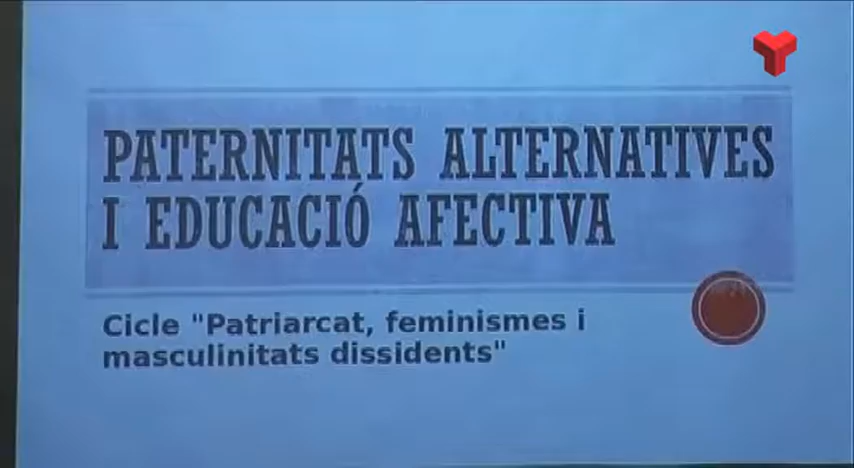 PATERNITATS ALTERNATIVES
I EDUCACIÓ AFECTIVA
Cicle "Patriarcat, feminismes i
masculinitats dissidents"